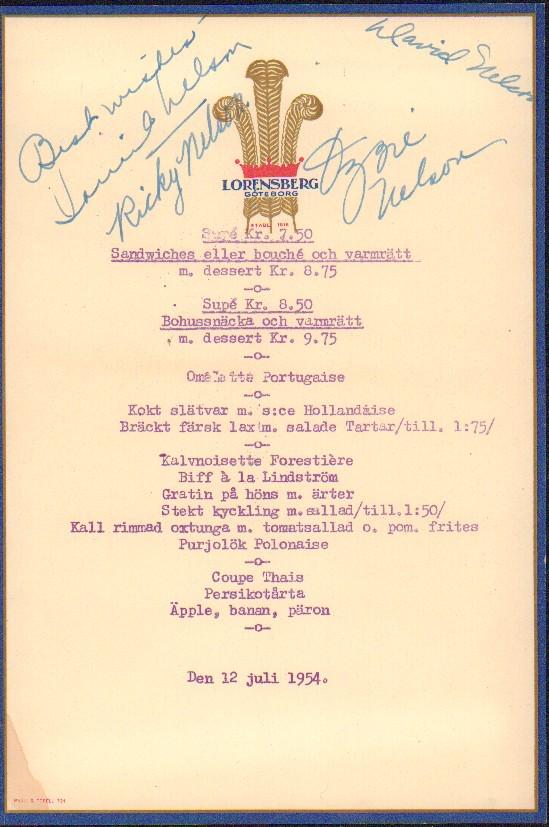 Best wishes
Harriet Nelson
Ricky Nelson
David Nelson
Ozzie
Nelson
LORENSBERG
GÖTEBORG
ETABL. 1816
Supé Kr. 7.50
Sandwiches eller bouché och varmrätt
m. dessert Kr. 8.75
-o-
Supé Kr. 8.50
Bohussnäcka och varmrätt
m. dessert Kr. 9.75
-o-
Omelette Portugaise
-o-
Kokt slätvar m. s:ce Hollandaise
Bräckt färsk lax m. salade Tartar/till. 1:75/
-o-
Kalvnoisette Forestière
Biff à la Lindström
Gratin på höns m. ärter
Stekt kyckling m.sallad/till.1:50/
Kall rimmad oxtunga m. tomatsallad o. pom. frites
Purjolök Polonaise
-o-
Coupe Thais
Persikotårta
Äpple, banan, päron
-o-
Den 12 juli 1954.